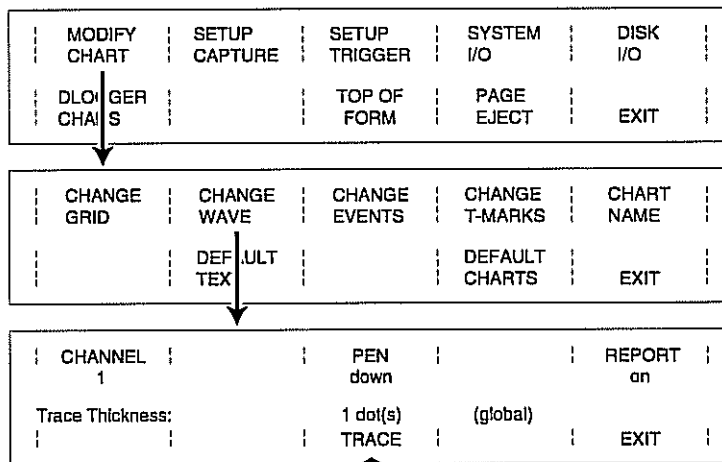 MODIFY SETUP SETUP SYSTEM DISK
CHART CAPTURE TRIGGER I/O I/O
TOP OF PAGE
FORM EJECT EXIT
CHANGE CHANGE CHANGE CHANGE CHART
GRID WAVE EVENTS T-MARKS NAME
DEFAULT
CHARTS EXIT
CHANNEL PEN REPORT
1 down on
Trace Thickness: 1 dot(s) (global)
TRACE EXIT